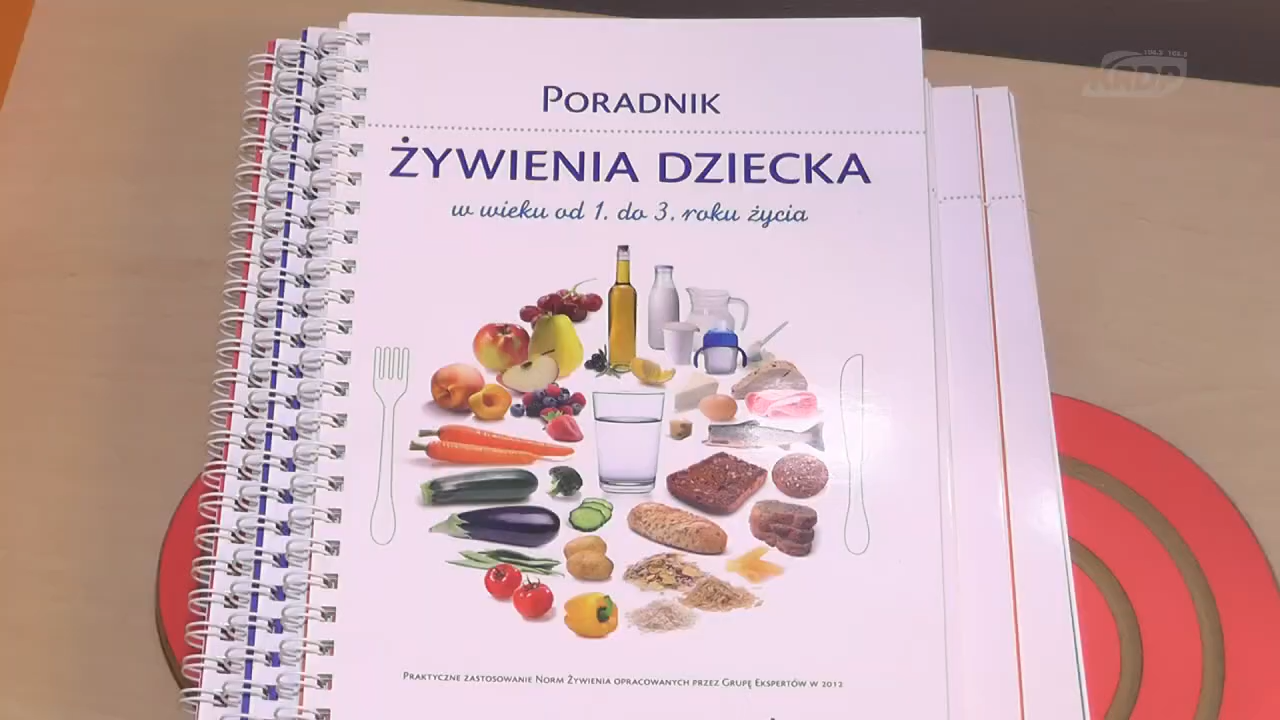 PORADNIK
ŻYWIENIA DZIECKA
w wieku od 1. do 3. roku życia
PRAKTYCZNE ZASTOSOWANIE NORM ŻYWIENIA OPRACOWANYCH PRZEZ GRUPĘ EKSPERTÓW W 2012